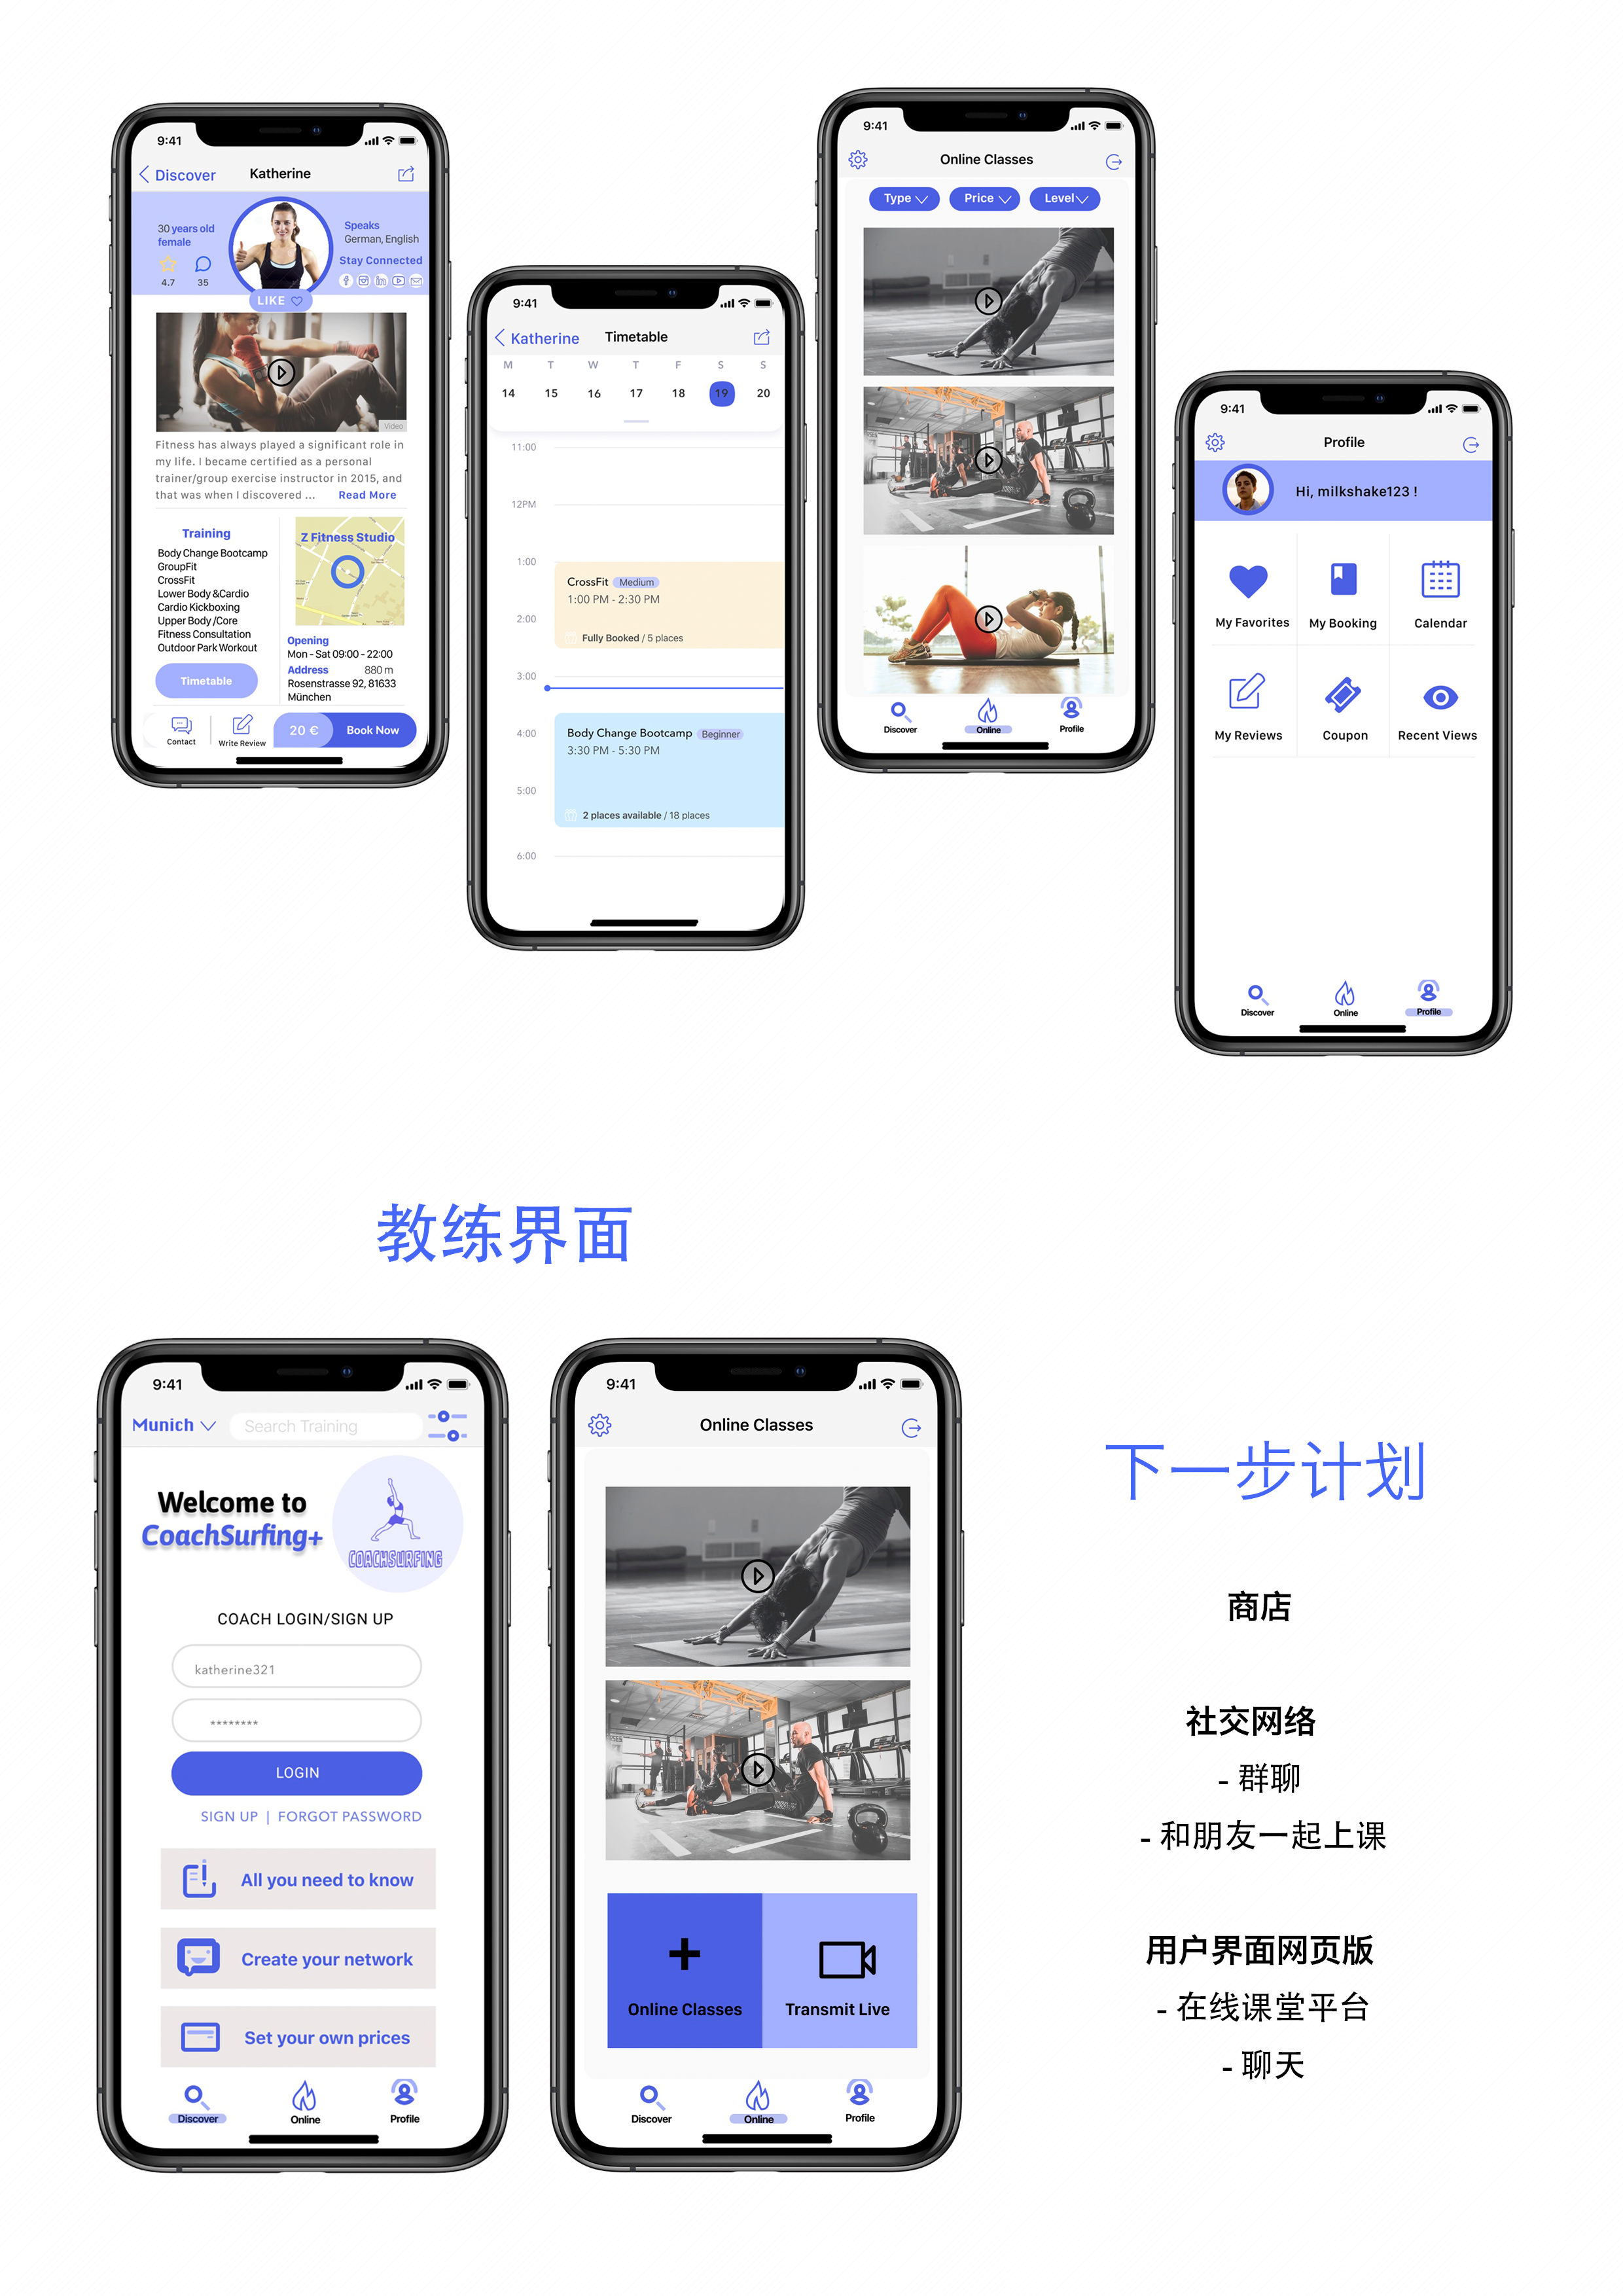 9:41
Discover
Katherine
30 years old
female
4.7
35
Speaks
German, English
Stay Connected
LIKE
Video
Fitness has always played a significant role in
my life. I became certified as a personal
trainer/group exercise instructor in 2015, and
that was when I discovered ...
Read More
Training
Body Change Bootcamp
GroupFit
CrossFit
Lower Body &Cardio
Cardio Kickboxing
Upper Body /Core
Fitness Consultation
Outdoor Park Workout
Timetable
Z Fitness Studio
Opening
Mon - Sat 09:00 - 22:00
Address 880 m
Rosenstrasse 92, 81633
München
Contact
Write Review
20 €
Book Now
9:41
Katherine
Timetable
M T W T F S S
14 15 16 17 18 19 20
11:00
12PM
1:00
CrossFit Medium
1:00 PM - 2:30 PM
2:00
Fully Booked / 5 places
3:00
4:00
Body Change Bootcamp Beginner
3:30 PM - 5:30 PM
5:00
2 places available / 18 places
6:00
9:41
Online Classes
Type
Price
Level
Discover
Online
Profile
9:41
Profile
Hi, milkshake123 !
My Favorites
My Booking
Calendar
My Reviews
Coupon
Recent Views
Discover
Online
Profile
教练界面
9:41
Munich
Search Training
Welcome to
CoachSurfing+
COACHSURFING
COACH LOGIN/SIGN UP
katherine321
********
LOGIN
SIGN UP | FORGOT PASSWORD
All you need to know
Create your network
Set your own prices
Discover
Online
Profile
9:41
Online Classes
Online Classes
Transmit Live
Discover
Online
Profile
下一步计划
商店
社交网络
- 群聊
- 和朋友一起上课
用户界面网页版
- 在线课堂平台
- 聊天